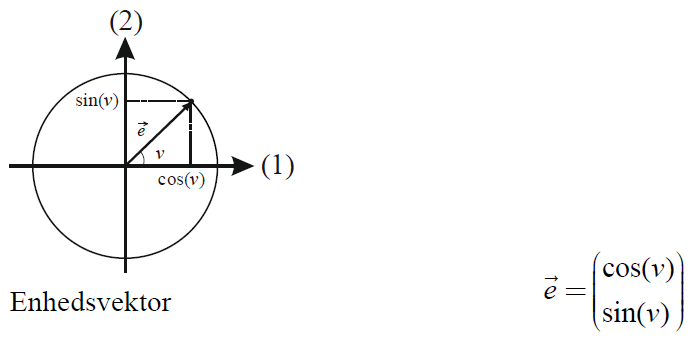 (2)
sin(v)
e⃗
v
(1)
cos(v)
Enhedsvektor
e⃗ = (cos(v)
sin(v))